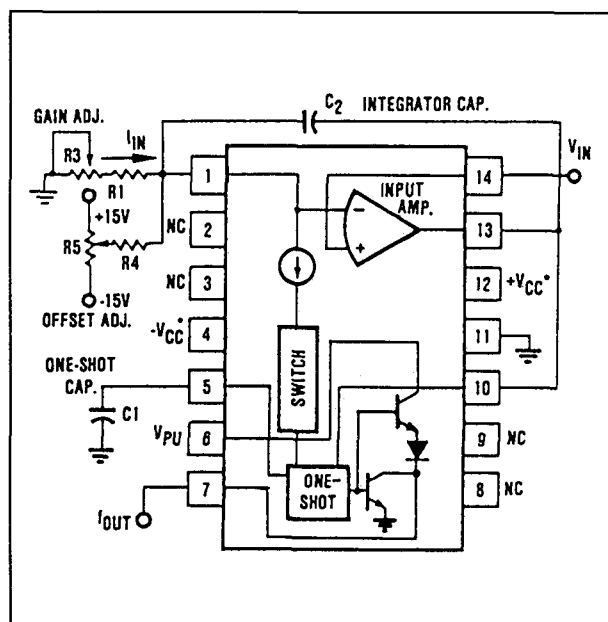 C2 INTEGRATOR CAP.
GAIN ADJ.
IIN
VIN
R3
R1
1
14
INPUT AMP.
−
+
+15V
NC
2
13
R5
R4
NC
3
12
+VCC*
-15V
OFFSET ADJ.
-VCC*
4
11
ONE-SHOT CAP.
SWITCH
5
10
C1
VPU
6
9
NC
ONE-SHOT
7
8
NC
fOUT